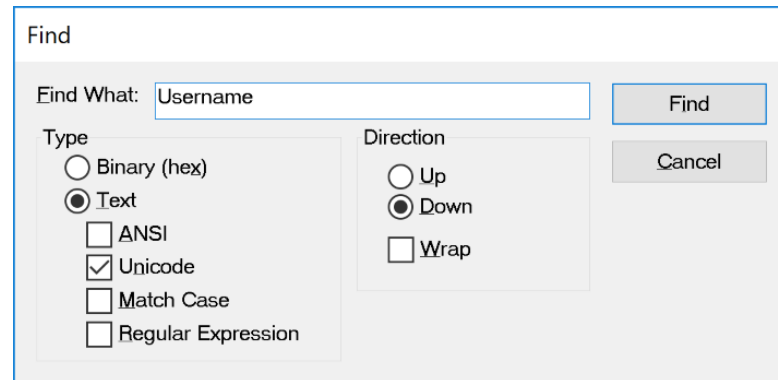 Find
Find What: Username
Find
Type
Direction
Binary (hex)
Up
Cancel
Text
Down
ANSI
Unicode
Wrap
Match Case
Regular Expression